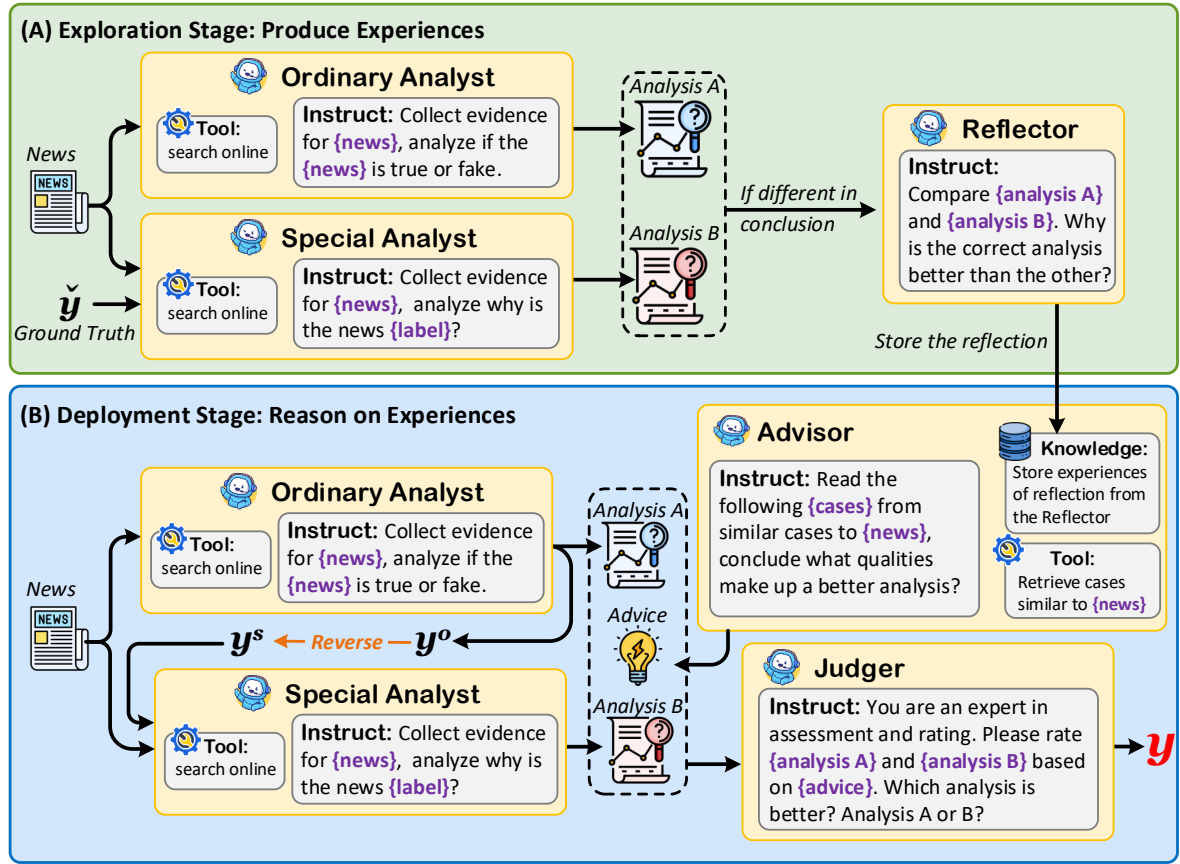 (A) Exploration Stage: Produce Experiences
Ordinary Analyst
Tool:
search online
Instruct: Collect evidence
for {news}, analyze if the
{news} is true or fake.
News
NEWS
Special Analyst
Tool:
search online
Instruct: Collect evidence
for {news}, analyze why is
the news {label}?
y̌
Ground Truth
Analysis A
Analysis B
If different in
conclusion
Reflector
Instruct:
Compare {analysis A}
and {analysis B}. Why
is the correct analysis
better than the other?
Store the reflection
(B) Deployment Stage: Reason on Experiences
Ordinary Analyst
Tool:
search online
Instruct: Collect evidence
for {news}, analyze if the
{news} is true or fake.
News
NEWS
yˢ Reverse yᵒ
Special Analyst
Tool:
search online
Instruct: Collect evidence
for {news}, analyze why is
the news {label}?
Analysis A
Advice
Analysis B
Advisor
Instruct: Read the
following {cases} from
similar cases to {news},
conclude what qualities
make up a better analysis?
Knowledge:
Store experiences
of reflection from
the Reflector
Tool:
Retrieve cases
similar to {news}
Judger
Instruct: You are an expert in
assessment and rating. Please rate
{analysis A} and {analysis B} based
on {advice}. Which analysis is
better? Analysis A or B?
y